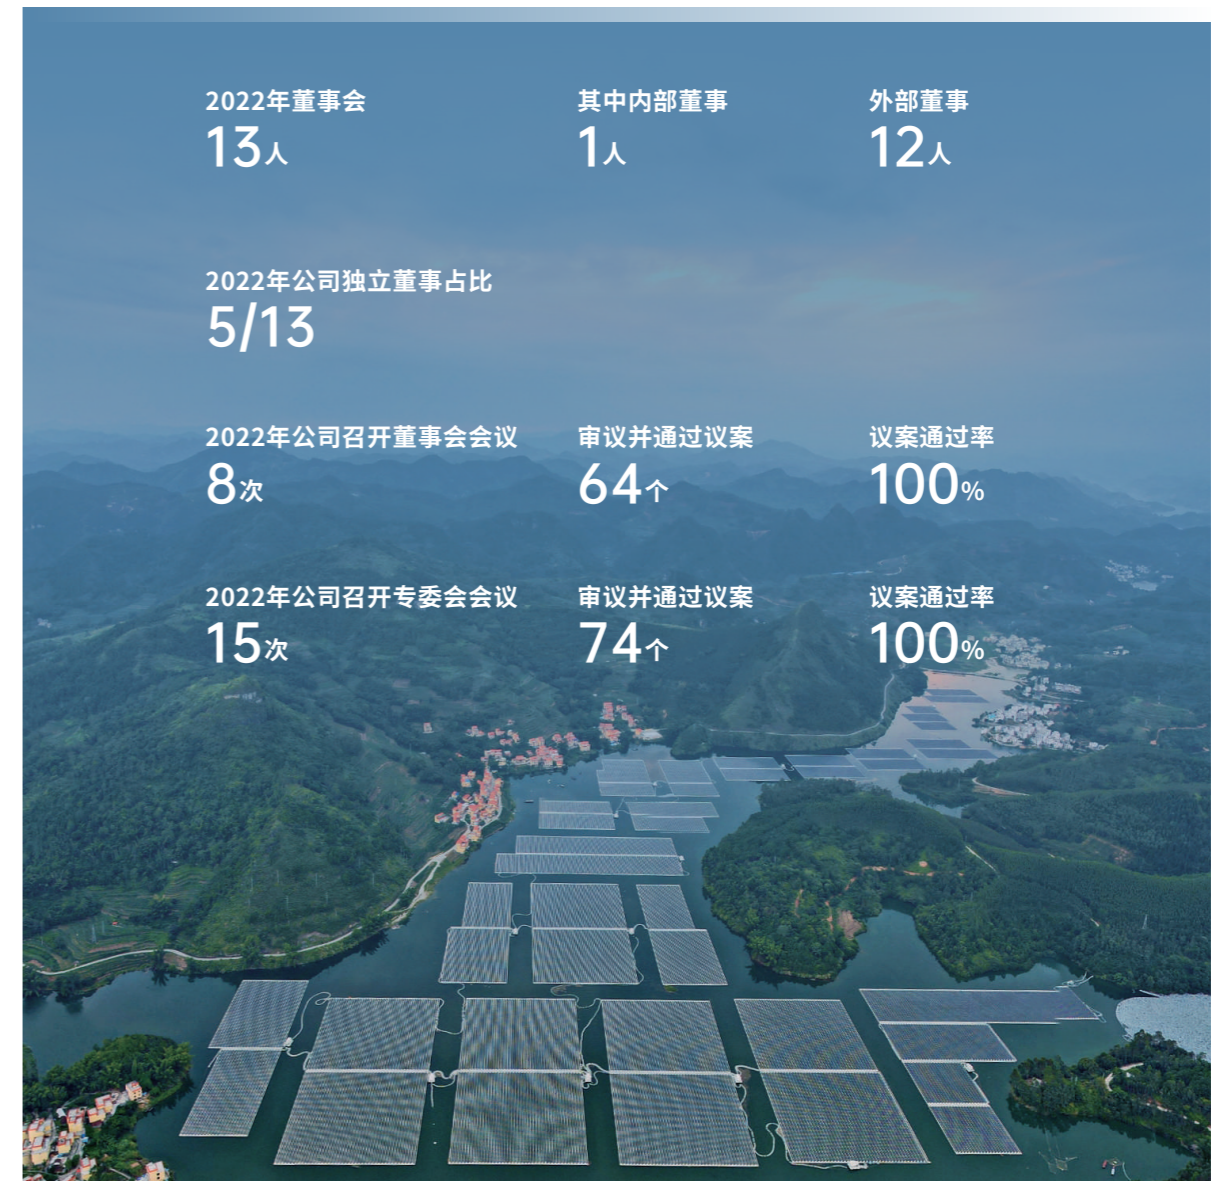 2022年董事会
13人
其中内部董事
1人
外部董事
12人
2022年公司独立董事占比
5/13
2022年公司召开董事会会议
8次
审议并通过议案
64个
议案通过率
100%
2022年公司召开专委会会议
15次
审议并通过议案
74个
议案通过率
100%